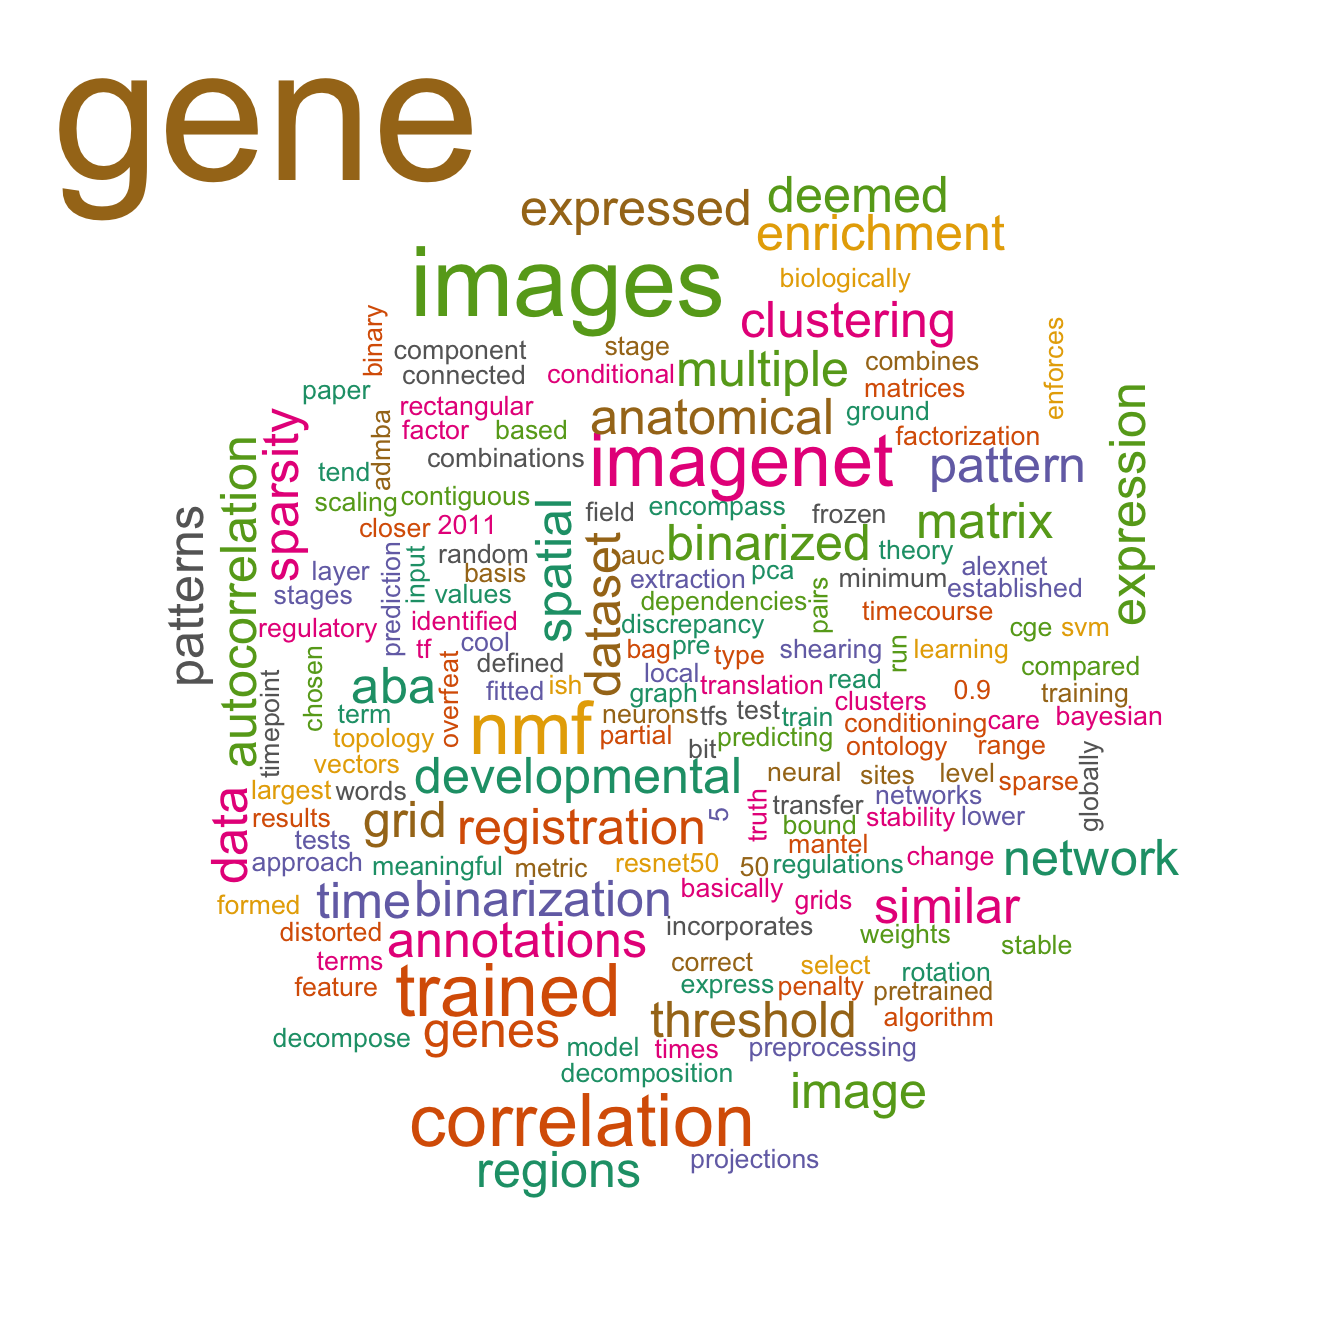 gene
expressed
deemed
enrichment
images
biologically
clustering
binary
component
stage
multiple
combines
enforces
connected
conditional
matrices
paper
rectangular
anatomical
ground
expression
factor
based
factorization
sparsity
admba
combinations
imagenet
pattern
autocorrelation
tend
scaling
contiguous
spatial
field
encompass
frozen
matrix
patterns
closer
2011
dataset
auc
binarized
theory
layer
prediction
input
random
basis
extraction
pca
minimum
alexnet
stages
values
dependencies
pairs
established
regulatory
identified
discrepancy
timecourse
cge
svm
tf
cool
bag
pre
type
shearing
run
learning
chosen
overfeat
defined
local
compared
timepoint
aba
fitted
ish
graph
translation
read
clusters
0.9
training
term
nmf
neurons
tfs
test
train
conditioning
care
bayesian
topology
partial
bit
predicting
ontology
range
globally
vectors
developmental
neural
sites
level
sparse
data
largest
words
networks
results
grid
registration
5
truth
transfer
stability
lower
tests
bound
mantel
approach
meaningful
metric
resnet50
50
regulations
change
network
formed
time
binarization
basically
grids
similar
distorted
annotations
incorporates
weights
stable
terms
correct
select
rotation
feature
trained
express
penalty
pretrained
decompose
genes
threshold
algorithm
model
times
preprocessing
decomposition
image
correlation
regions
projections